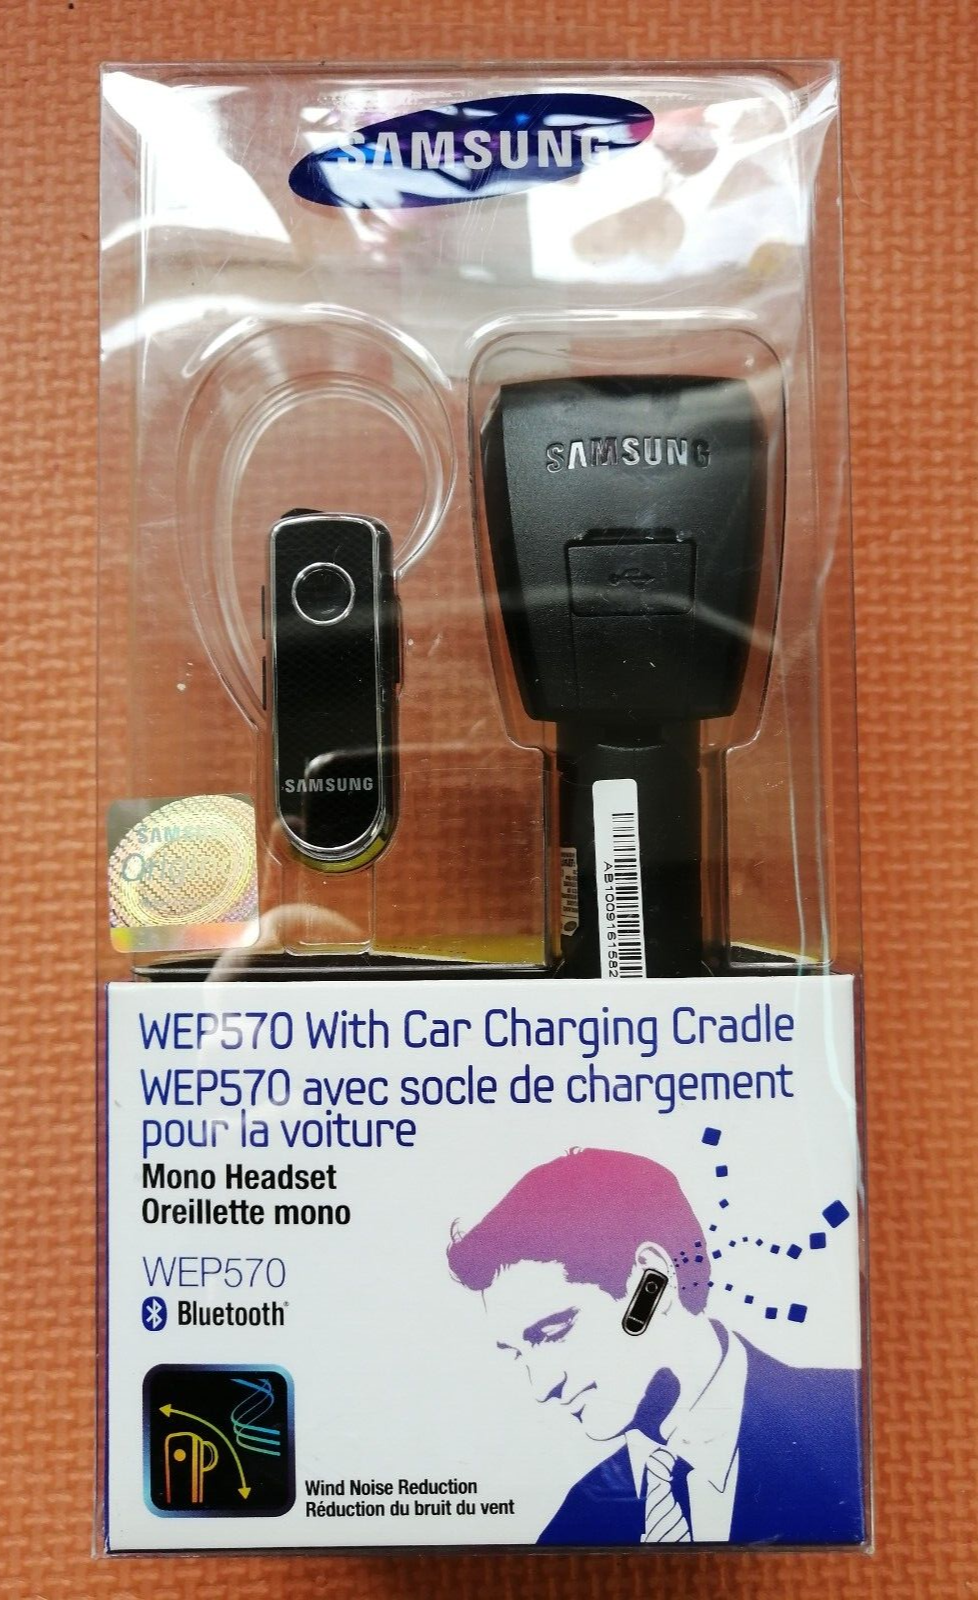 SAMSUNG
SAMSUNG
SAMSUNG
SAMSUNG
AB1009161582
WEP570 With Car Charging Cradle
WEP570 avec socle de chargement
pour la voiture
Mono Headset
Oreillette mono
WEP570
Bluetooth®
Wind Noise Reduction
Réduction du bruit du vent